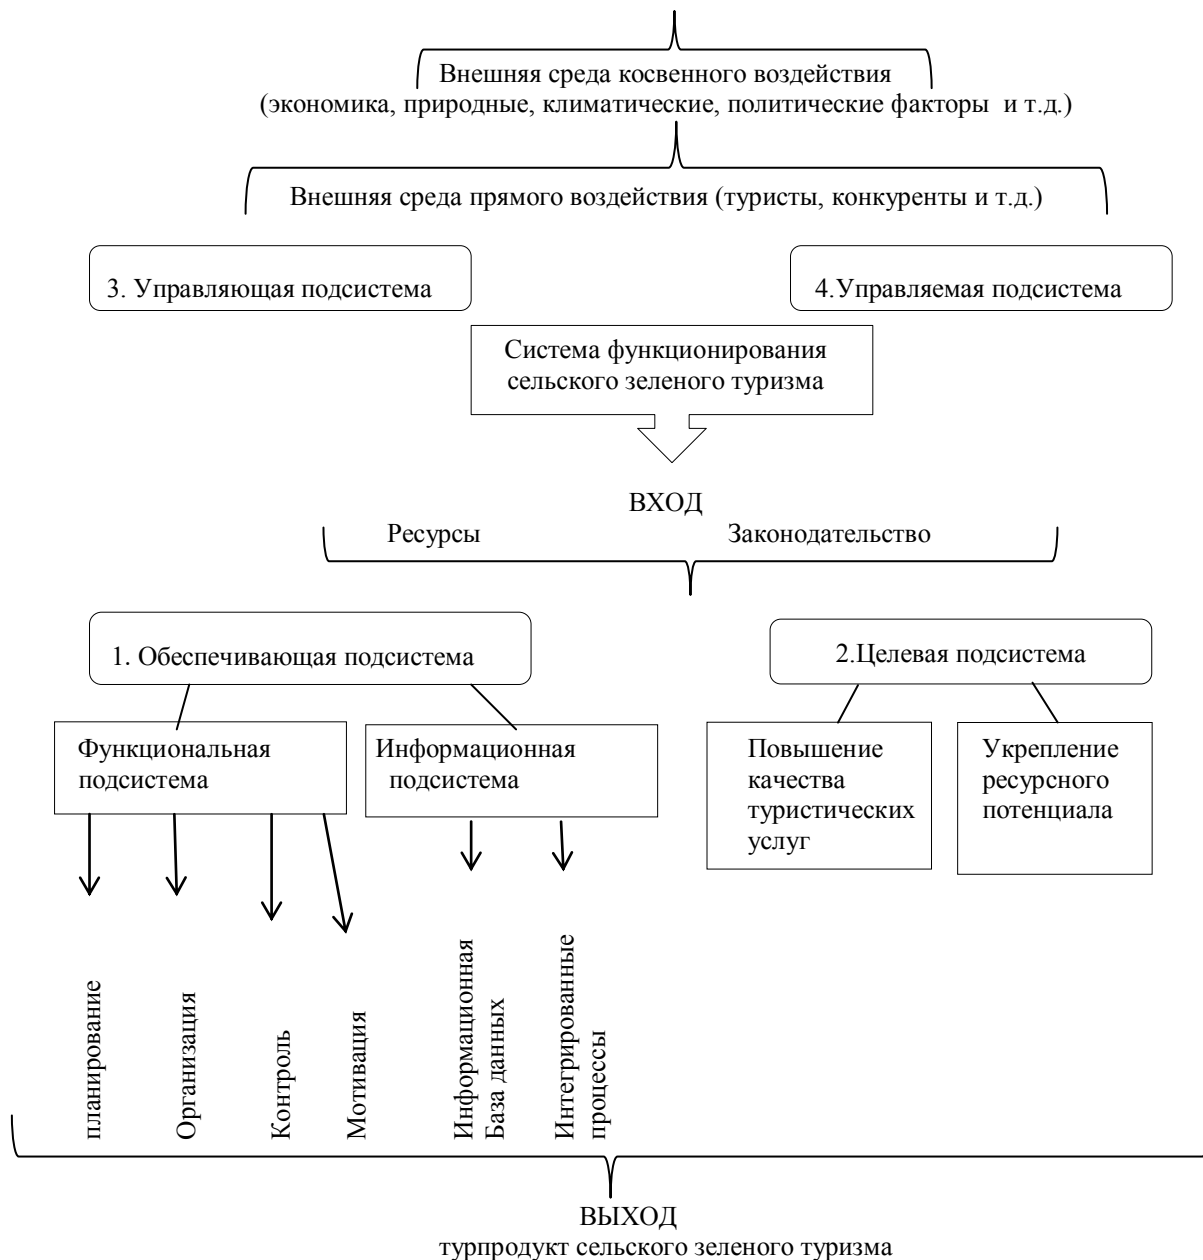 Внешняя среда косвенного воздействия
(экономика, природные, климатические, политические факторы и т.д.)
Внешняя среда прямого воздействия (туристы, конкуренты и т.д.)
3. Управляющая подсистема
4.Управляемая подсистема
Система функционирования
сельского зеленого туризма
ВХОД
Ресурсы
Законодательство
1. Обеспечивающая подсистема
2.Целевая подсистема
Функциональная
подсистема
Информационная
подсистема
Повышение
качества
туристических
услуг
Укрепление
ресурсного
потенциала
планирование
Организация
Контроль
Мотивация
Информационная
База данных
Интегрированные
процессы
ВЫХОД
турпродукт сельского зеленого туризма